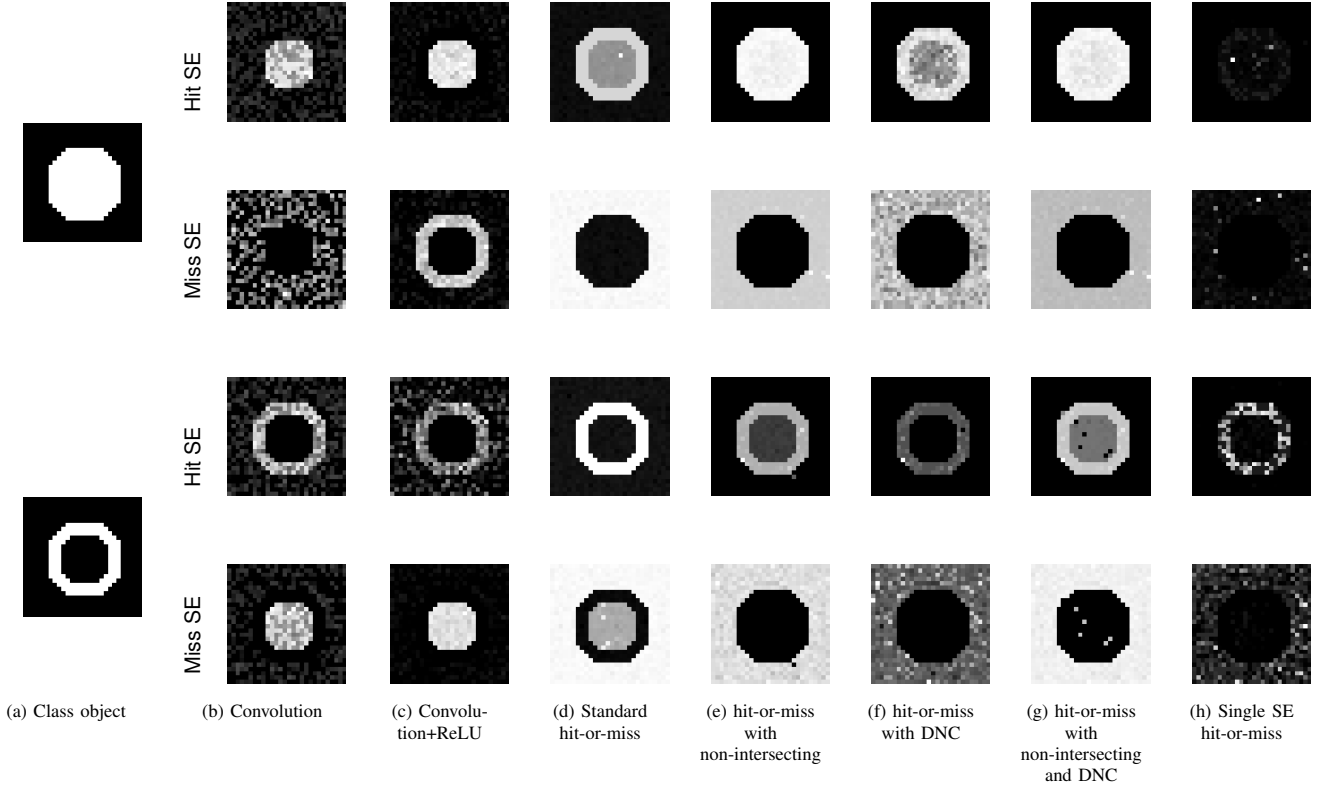 Hit SE
Miss SE
Hit SE
Miss SE
(a) Class object
(b) Convolution
(c) Convolu-
tion+ReLU
(d) Standard
hit-or-miss
(e) hit-or-miss
with
non-intersecting
(f) hit-or-miss
with DNC
(g) hit-or-miss
with
non-intersecting
and DNC
(h) Single SE
hit-or-miss